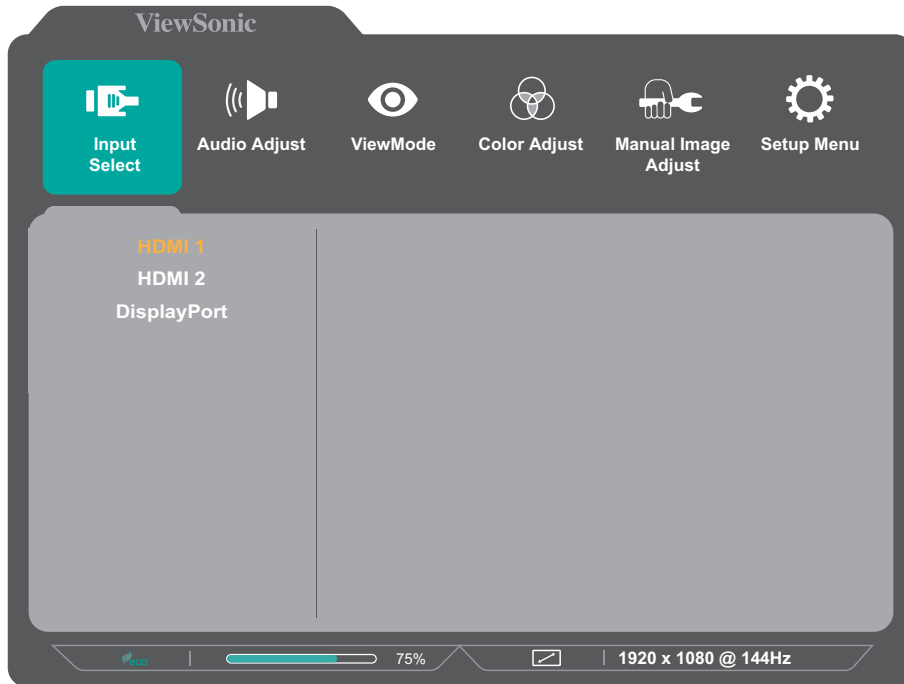 ViewSonic
Input
Select
Audio Adjust
ViewMode
Color Adjust
Manual Image
Adjust
Setup Menu
HDMI 1
HDMI 2
DisplayPort
eco
75%
1920 x 1080 @ 144Hz